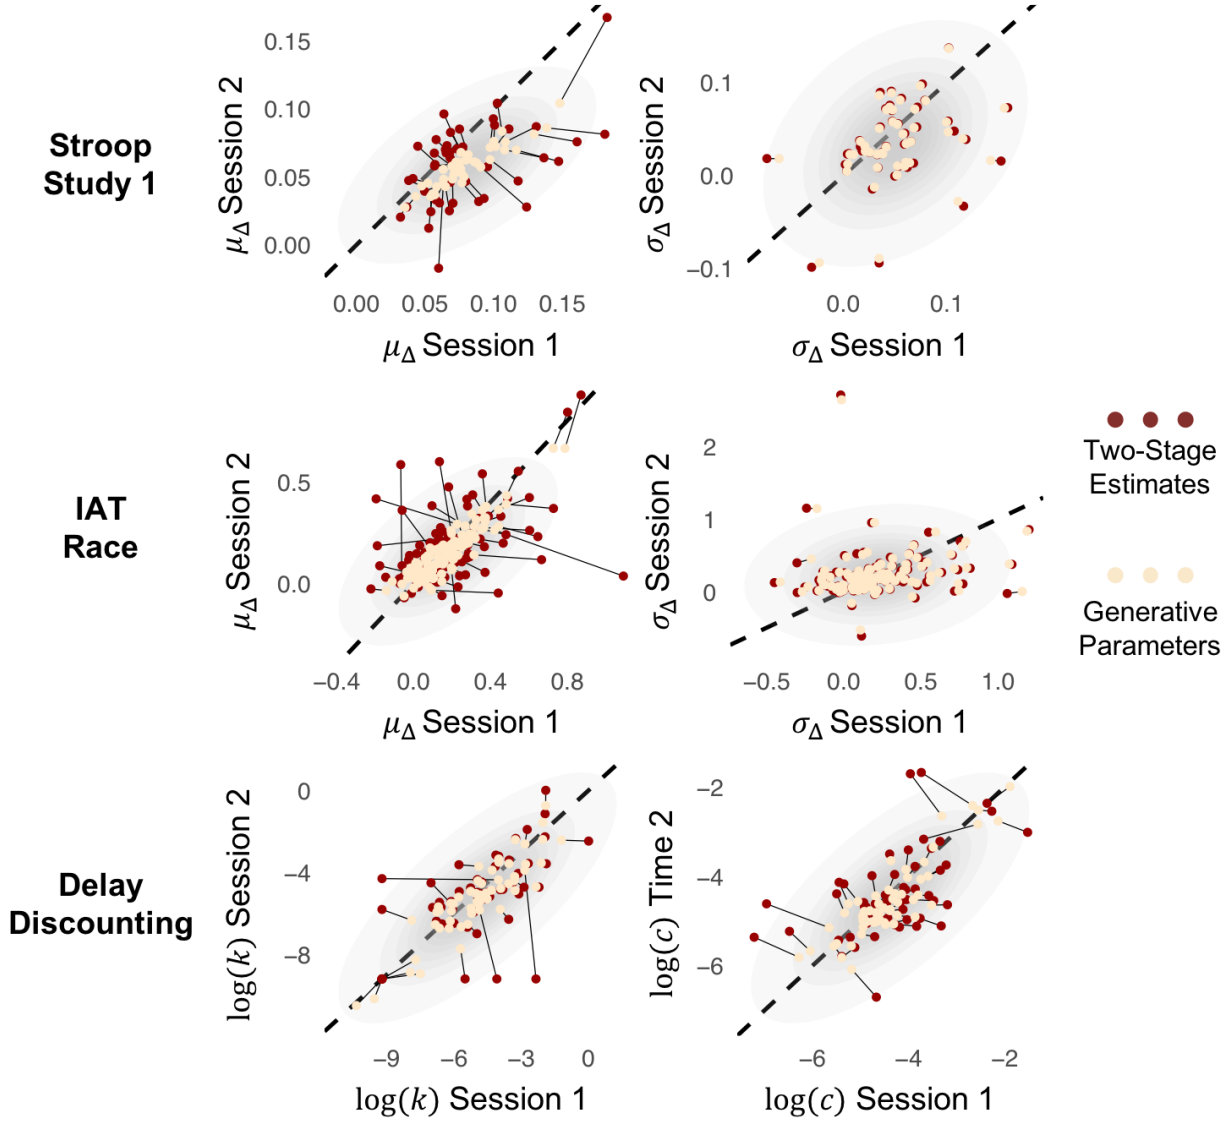 Stroop
Study 1
μΔ Session 2
0.15
0.10
0.05
0.00
0.00 0.05 0.10 0.15
μΔ Session 1
σΔ Session 2
0.1
0.0
−0.1
0.0 0.1
σΔ Session 1
IAT
Race
μΔ Session 2
0.5
0.0
−0.4 0.0 0.4 0.8
μΔ Session 1
σΔ Session 2
2
1
0
−0.5 0.0 0.5 1.0
σΔ Session 1
Two-Stage
Estimates
Generative
Parameters
Delay
Discounting
log(k) Session 2
0
−4
−8
−9 −6 −3 0
log(k) Session 1
log(c) Time 2
−2
−4
−6
−6 −4 −2
log(c) Session 1